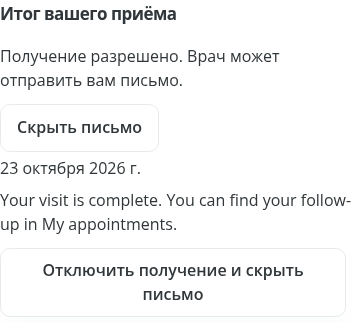 Итог вашего приёма
Получение разрешено. Врач может
отправить вам письмо.
Скрыть письмо
23 октября 2026 г.
Your visit is complete. You can find your follow-
up in My appointments.
Отключить получение и скрыть
письмо